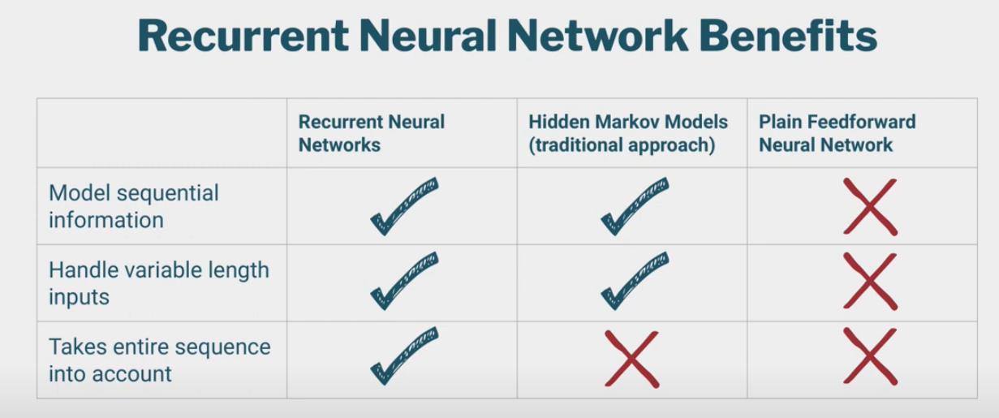 Recurrent Neural Network Benefits
Recurrent Neural
Networks
Hidden Markov Models
(traditional approach)
Plain Feedforward
Neural Network
Model sequential
information
Handle variable length
inputs
Takes entire sequence
into account